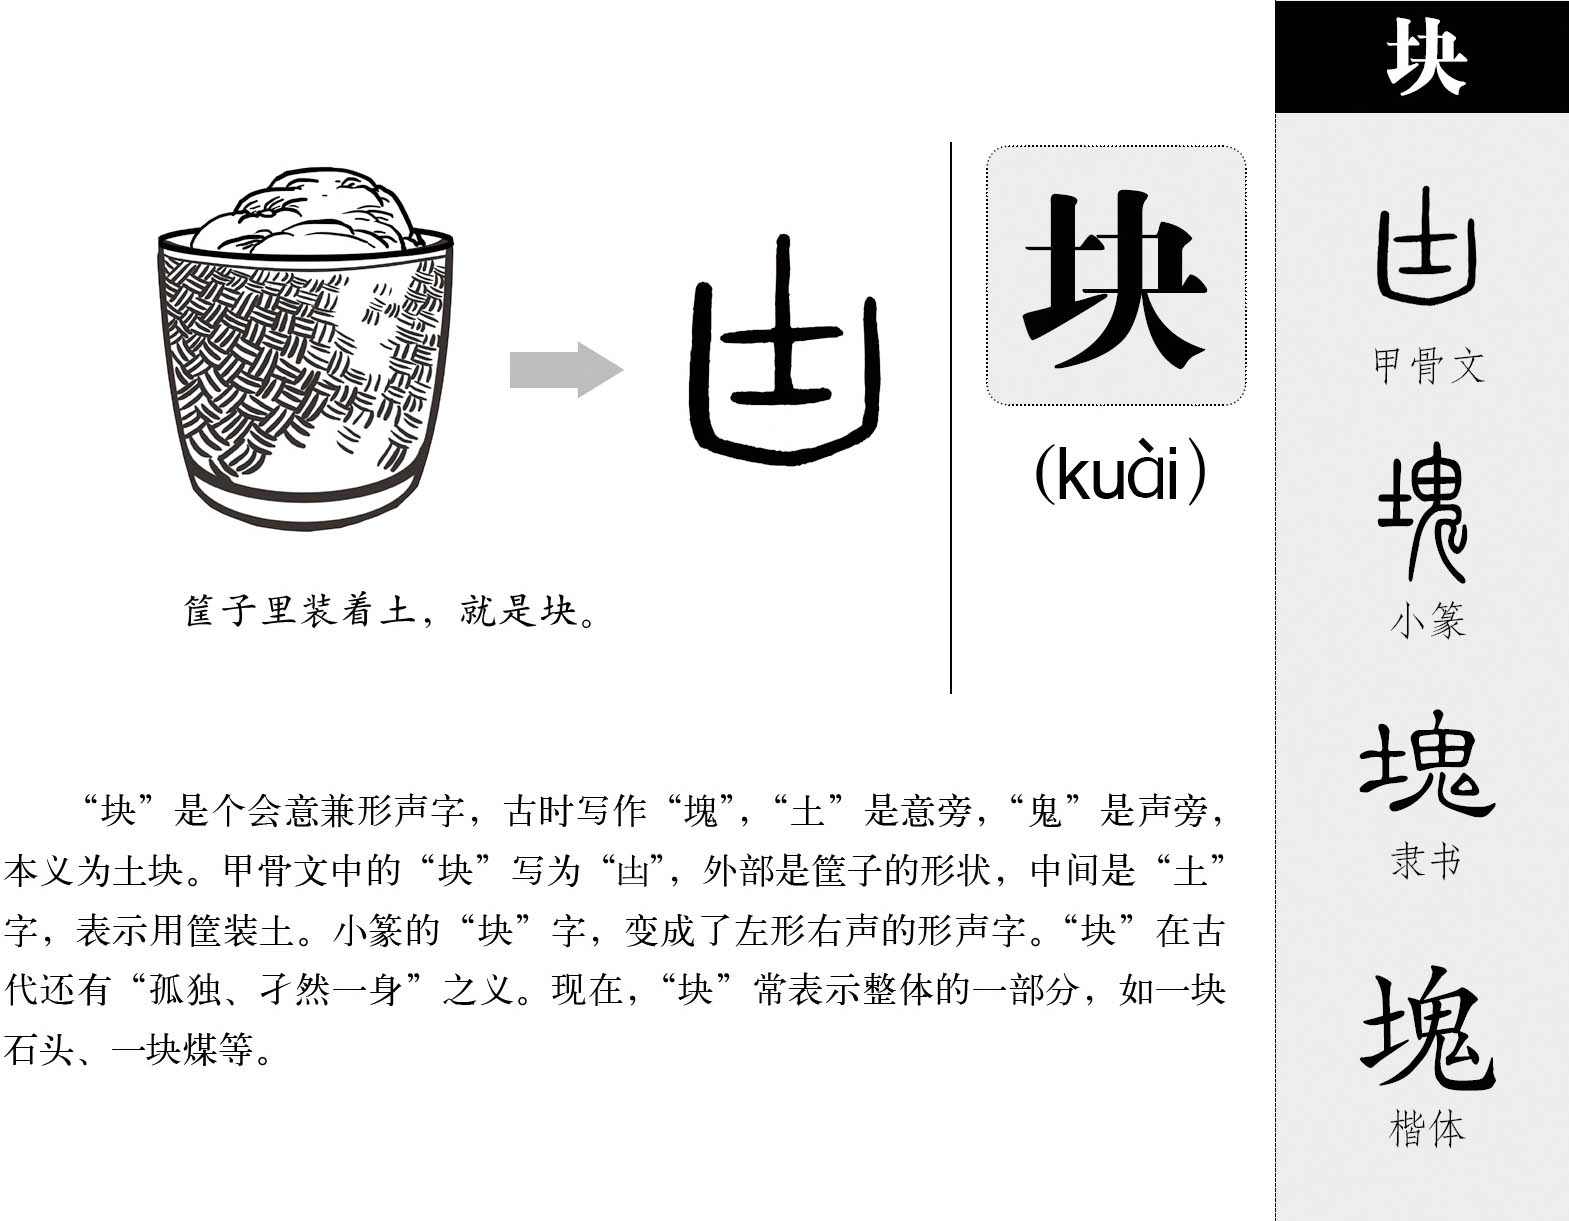 块
(kuài)
筐子里装着土，就是块。
“块”是个会意兼形声字，古时写作“塊”，“土”是意旁，“鬼”是声旁，
本义为土块。甲骨文中的“块”写为“凷”，外部是筐子的形状，中间是“土”
字，表示用筐装土。小篆的“块”字，变成了左形右声的形声字。“块”在古
代还有“孤独、孑然一身”之义。现在，“块”常表示整体的一部分，如一块
石头、一块煤等。
块
凷
甲骨文
塊
小篆
塊
隶书
塊
楷体